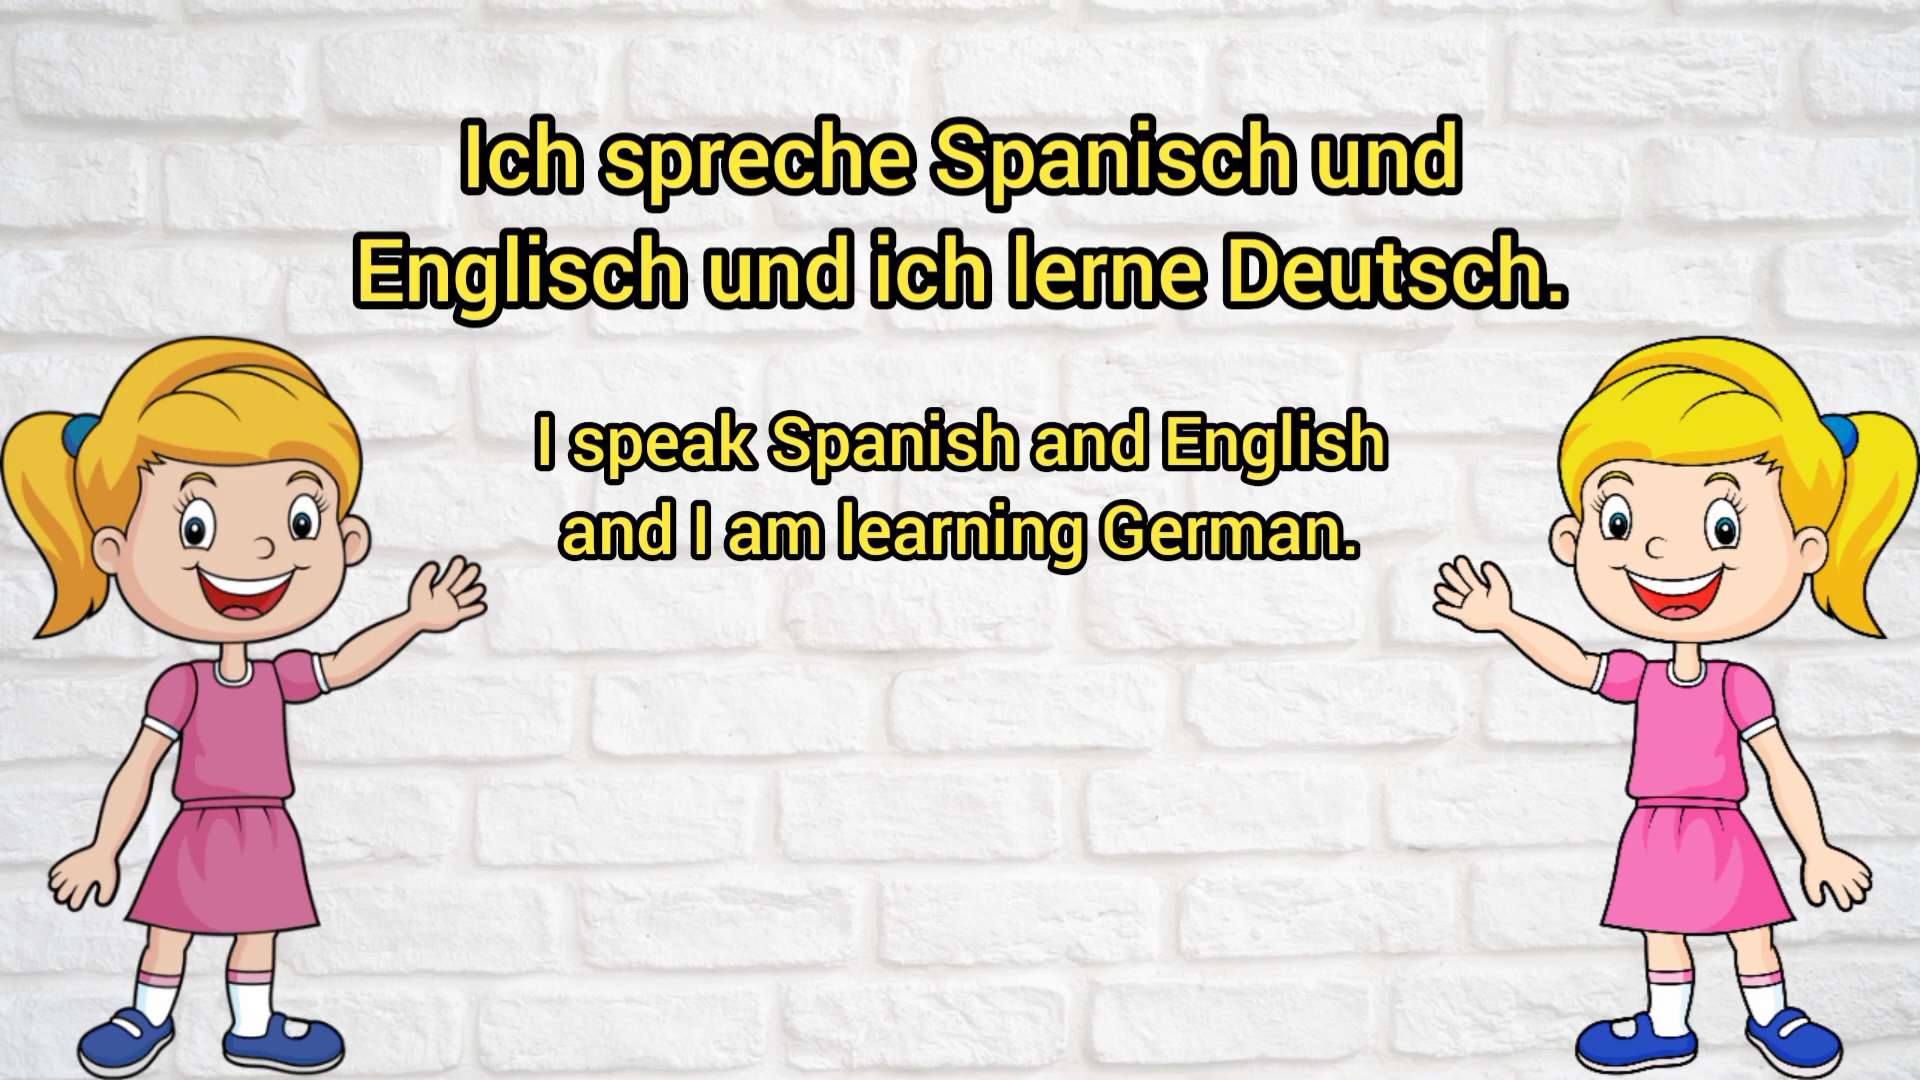 Ich spreche Spanisch und
Englisch und ich lerne Deutsch.
I speak Spanish and English
and I am learning German.